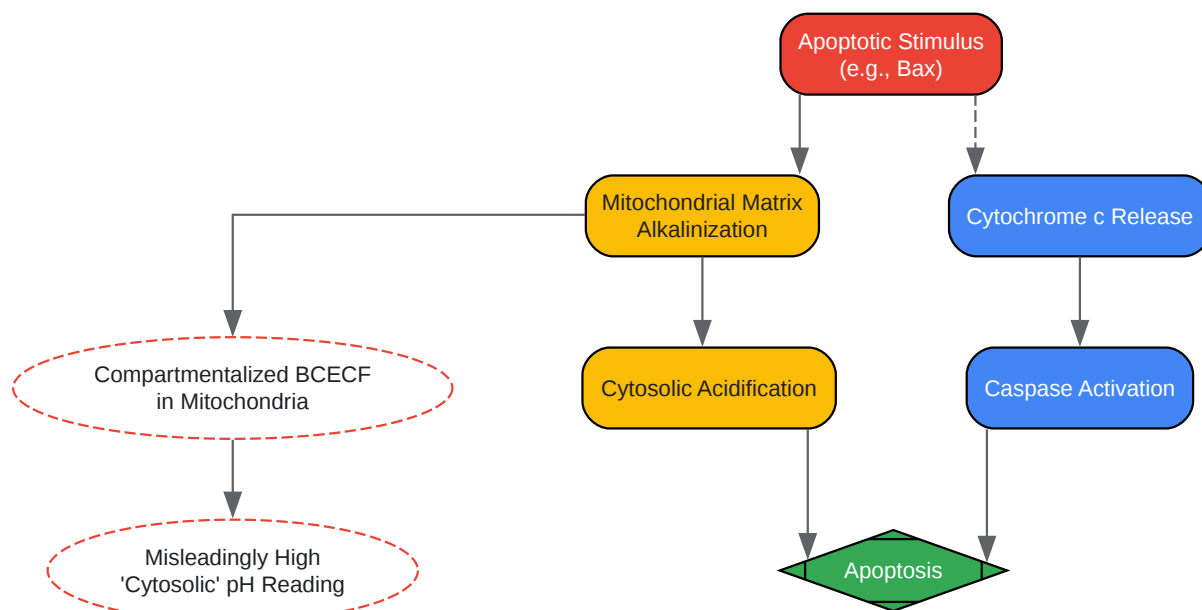 Apoptotic Stimulus
(e.g., Bax)
Mitochondrial Matrix
Alkalinization
Cytochrome c Release
Compartmentalized BCECF
in Mitochondria
Cytosolic Acidification
Caspase Activation
Misleadingly High
'Cytosolic' pH Reading
Apoptosis